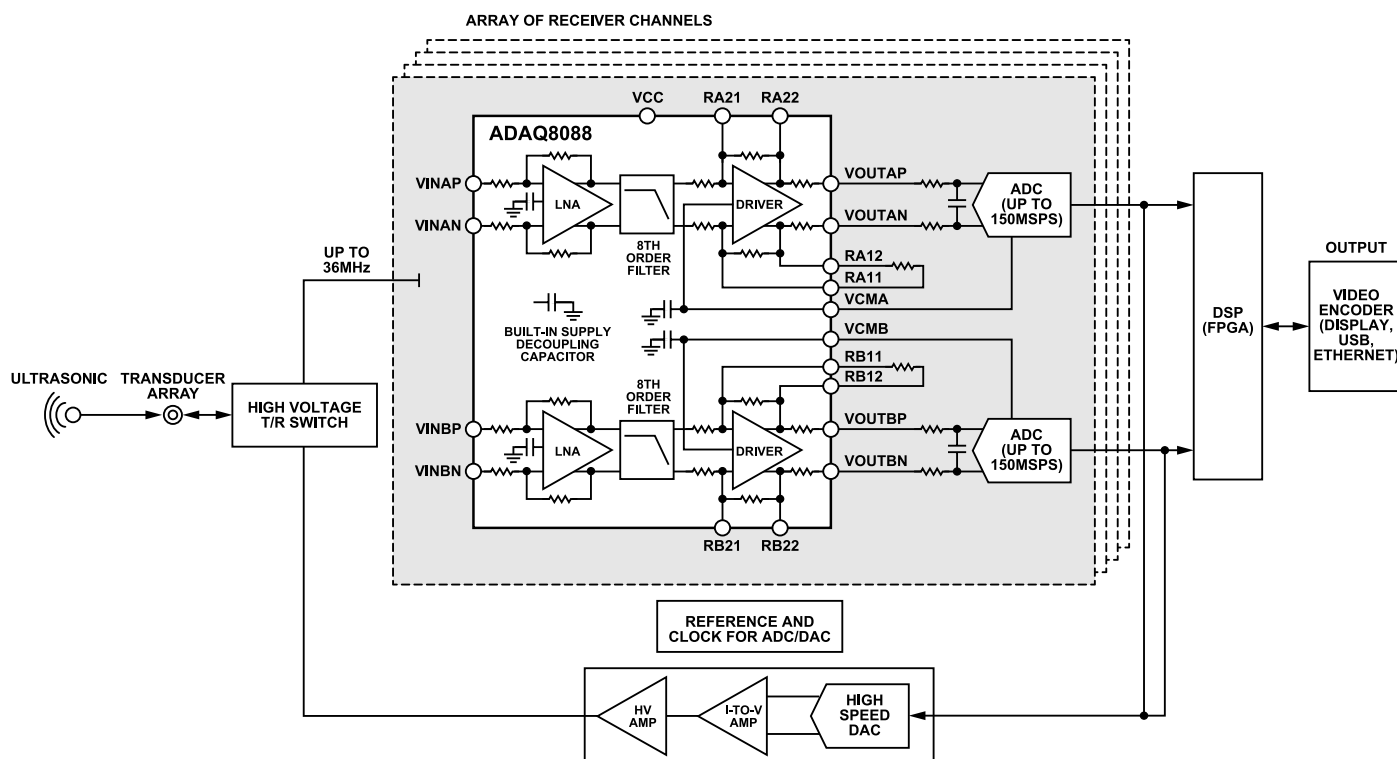 ARRAY OF RECEIVER CHANNELS
VCC
RA21
RA22
ADAQ8088
VINAP
VINAN
LNA
8TH
ORDER
FILTER
DRIVER
VOUTAP
VOUTAN
RA12
RA11
VCMA
ADC
(UP TO
150MSPS)
UP TO
36MHz
BUILT-IN SUPPLY
DECOUPLING
CAPACITOR
VCMB
RB11
RB12
8TH
ORDER
FILTER
VINBP
VINBN
LNA
DRIVER
VOUTBP
VOUTBN
ADC
(UP TO
150MSPS)
RB21
RB22
DSP
(FPGA)
OUTPUT
VIDEO
ENCODER
(DISPLAY,
USB,
ETHERNET)
ULTRASONIC
TRANSDUCER
ARRAY
HIGH VOLTAGE
T/R SWITCH
REFERENCE AND
CLOCK FOR ADC/DAC
HV
AMP
I-TO-V
AMP
HIGH
SPEED
DAC